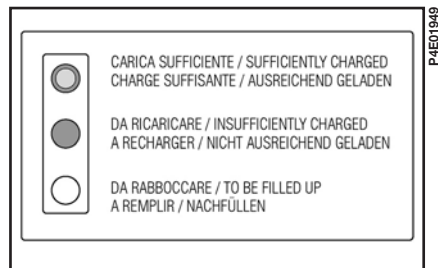 CARICA SUFFICIENTE / SUFFICIENTLY CHARGED
CHARGE SUFFISANTE / AUSREICHEND GELADEN
DA RICARICARE / INSUFFICIENTLY CHARGED
A RECHARGER / NICHT AUSREICHEND GELADEN
DA RABBOCCARE / TO BE FILLED UP
A REMPLIR / NACHFÜLLEN
P4E01949